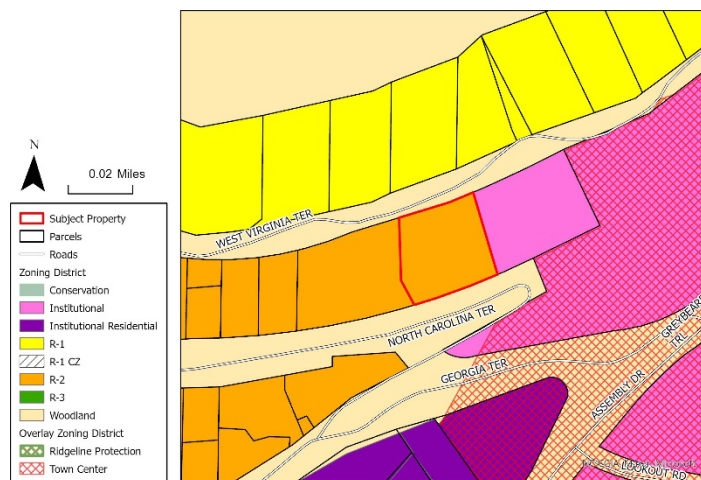 N
0.02 Miles
Subject Property
Parcels
Roads
Zoning District
Conservation
Institutional
Institutional Residential
R-1
R-1 CZ
R-2
R-3
Woodland
Overlay Zoning District
Ridgeline Protection
Town Center
WEST VIRGINIA TER
NORTH CAROLINA TER
GEORGIA TER
GREYBEARD
TRL
ASSEMBLY DR
LOOKOUT RD